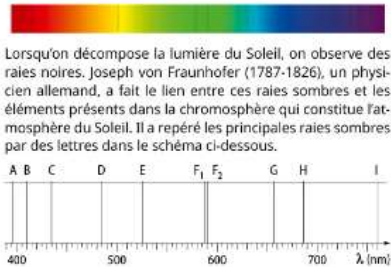 Lorsqu'on décompose la lumière du Soleil, on observe des
raies noires. Joseph von Fraunhofer (1787-1826), un physi-
cien allemand, a fait le lien entre ces raies sombres et les
éléments présents dans la chromosphère qui constitue l'at-
mosphère du Soleil. Il a repéré les principales raies sombres
par des lettres dans le schéma ci-dessous.
A B C D E F₁ F₂ G H I
400 500 600 700 λ (nm)